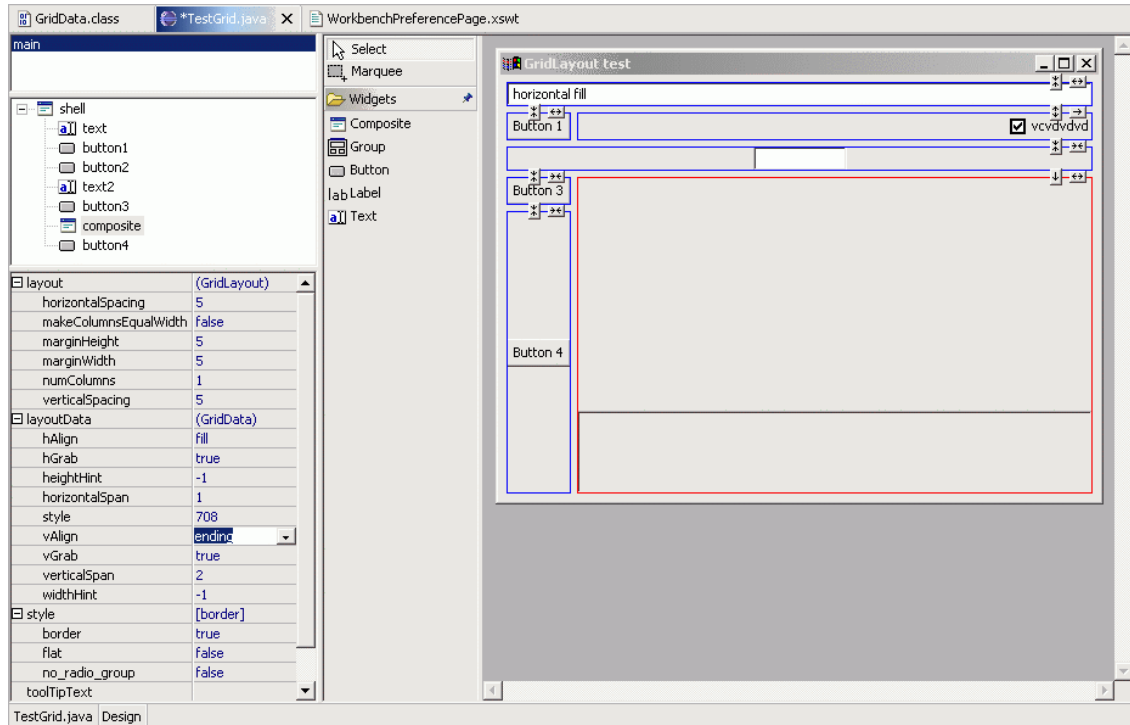 GridData.class
*TestGrid.java
WorkbenchPreferencePage.xswt
main
shell
text
button1
button2
text2
button3
composite
button4
layout (GridLayout)
horizontalSpacing 5
makeColumnsEqualWidth false
marginHeight 5
marginWidth 5
numColumns 1
verticalSpacing 5
layoutData (GridData)
hAlign fill
hGrab true
heightHint -1
horizontalSpan 1
style 708
vAlign ending
vGrab true
verticalSpan 2
widthHint -1
style [border]
border true
flat false
no_radio_group false
toolTipText
Select
Marquee
Widgets
Composite
Group
Button
lab Label
a Text
GridLayout test
horizontal fill
Button 1
vcvdvdvd
Button 3
Button 4
TestGrid.java Design